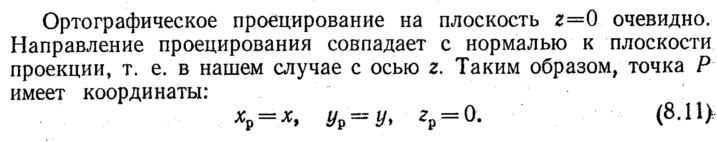 Ортографическое проецирование на плоскость z=0 очевидно.
Направление проецирования совпадает с нормалью к плоскости
проекции, т. е. в нашем случае с осью z. Таким образом, точка P
имеет координаты:
xₚ = x, yₚ = y, zₚ = 0. (8.11)